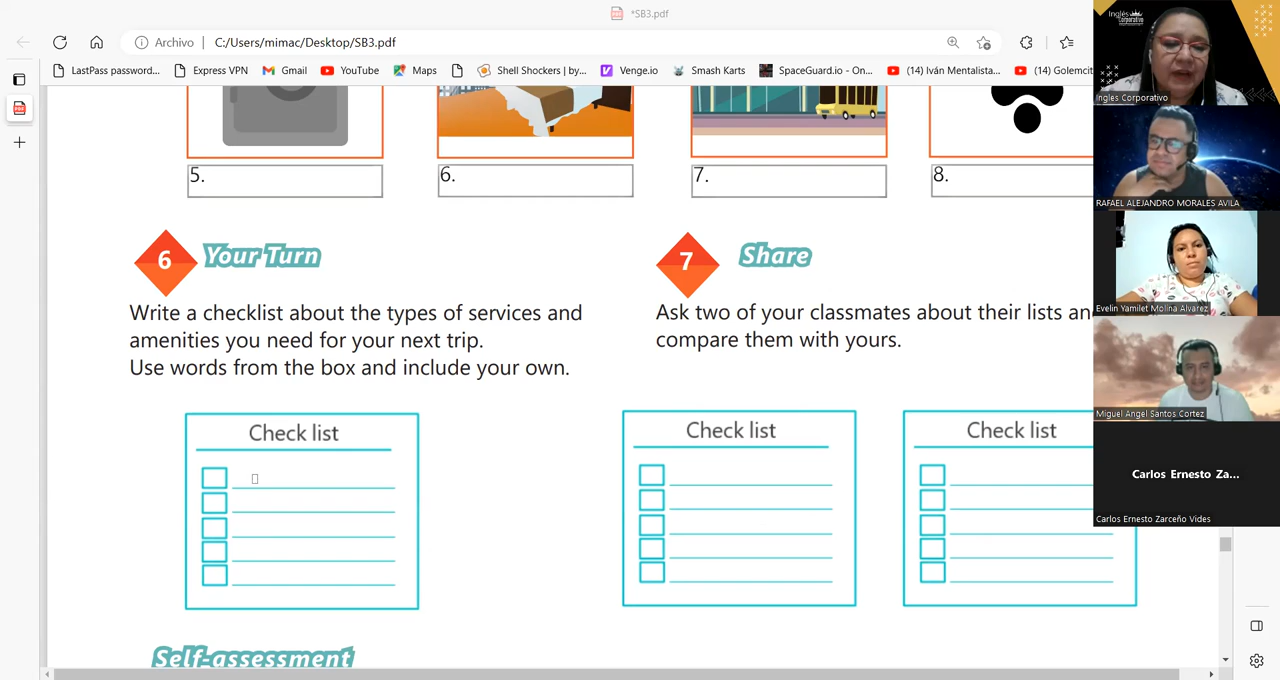 *SB3.pdf
Archivo
C:/Users/mimac/Desktop/SB3.pdf
LastPass password...
Express VPN
Gmail
YouTube
Maps
Shell Shockers | by...
Venge.io
Smash Karts
SpaceGuard.io - On...
(14) Iván Mentalista...
(14) Golemcit
5.
6.
7.
8.
6
Your Turn
Write a checklist about the types of services and
amenities you need for your next trip.
Use words from the box and include your own.
Check list
7
Share
Ask two of your classmates about their lists an
compare them with yours.
Check list
Check list
Self-assessment
Inglés
Corporativo
Ingles Corporativo
RAFAEL ALEJANDRO MORALES AVILA
Evelin Yamilet Molina Alvarez
Miguel Angel Santos Cortez
Carlos Ernesto Za...
Carlos Ernesto Zarceño Vides